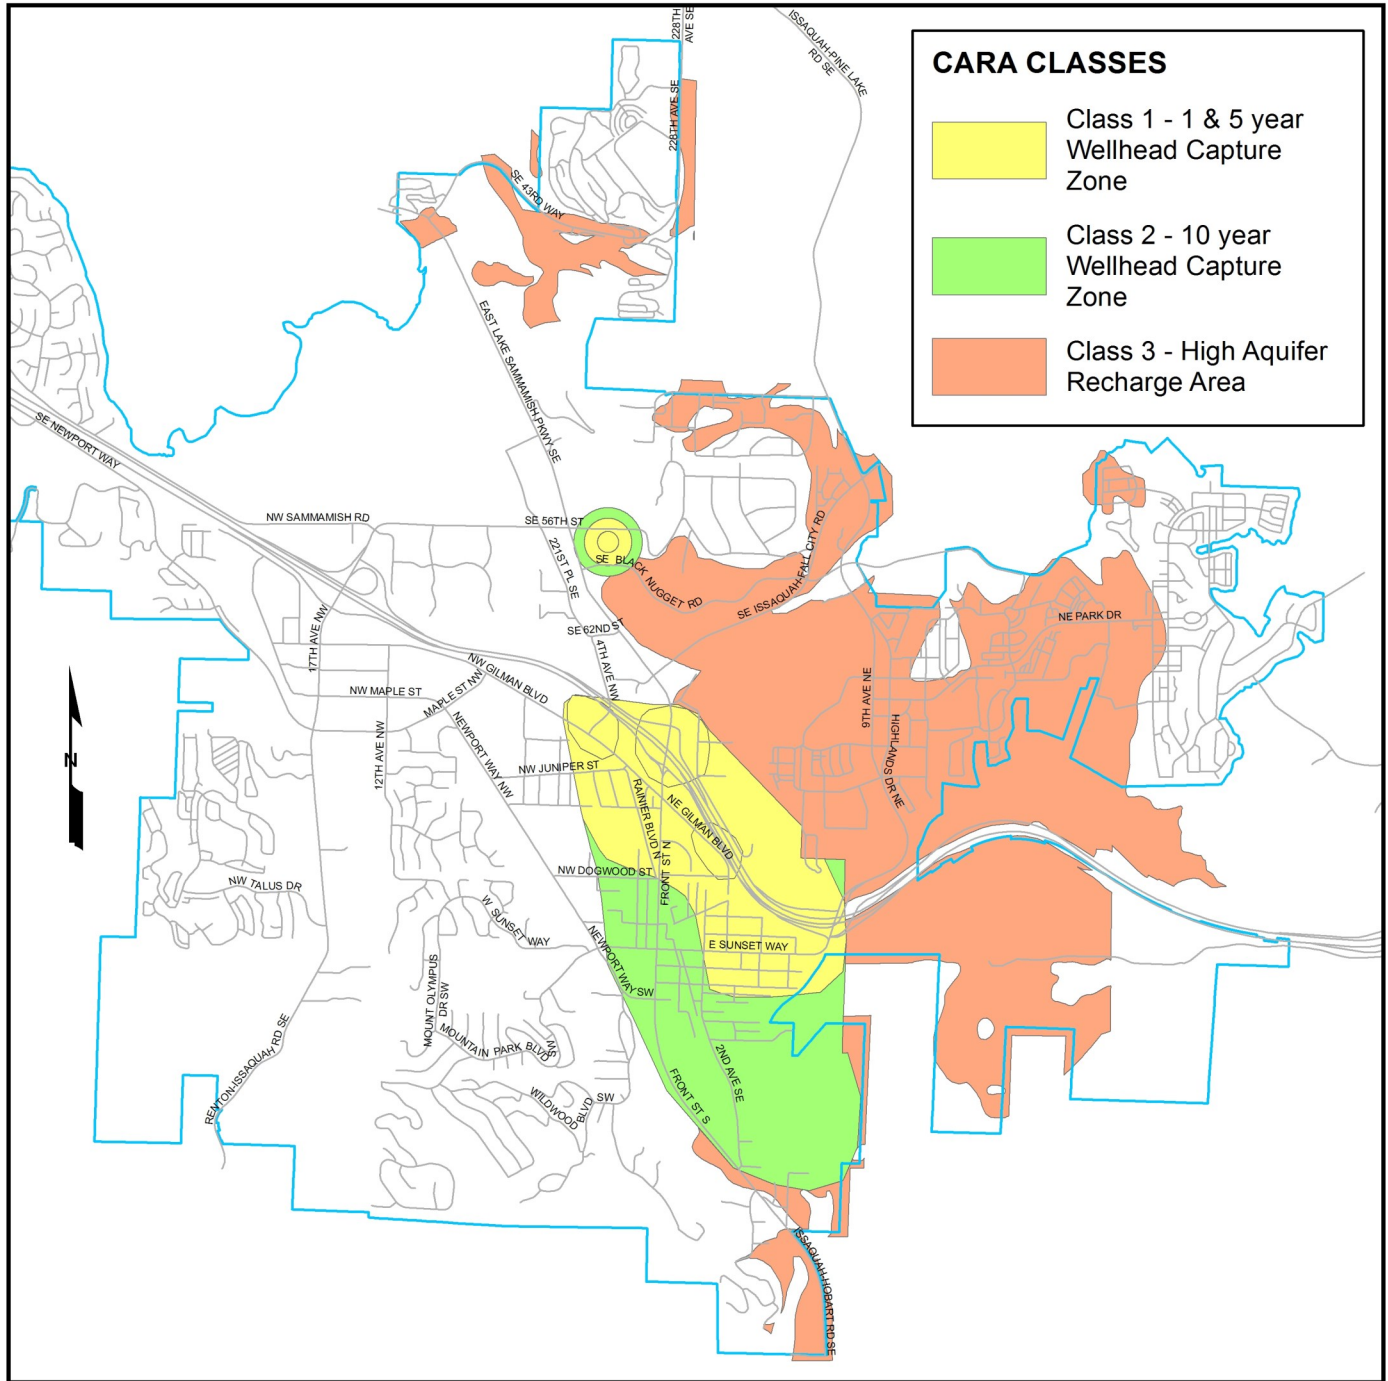 228TH
AVE SE
ISSAQUAH-PINE LAKE
RD SE
CARA CLASSES
Class 1 - 1 & 5 year
Wellhead Capture
Zone
Class 2 - 10 year
Wellhead Capture
Zone
Class 3 - High Aquifer
Recharge Area
228TH AVE SE
SE 43RD WAY
EAST LAKE SAMMAMISH PKWY SE
SE NEWPORT WAY
NW SAMMAMISH RD
SE 56TH ST
221ST PL SE
SE BLACK NUGGET RD
SE ISSAQUAH-FALL CITY RD
SE 62ND ST
17TH AVE NW
4TH AVE NW
NE PARK DR
NW GILMAN BLVD
NW MAPLE ST
MAPLE ST NW
9TH AVE NE
HIGHLANDS DR NE
12TH AVE NW
NEWPORT WAY NW
N
NW JUNIPER ST
RAINIER BLVD N
NE GILMAN BLVD
FRONT ST N
NW DOGWOOD ST
NW TALUS DR
W SUNSET WAY
E SUNSET WAY
NEWPORT WAY SW
MOUNT OLYMPUS
DR SW
MOUNTAIN PARK BLVD
SW
2ND AVE SE
FRONT ST S
RENTON-ISSAQUAH RD SE
WILDWOOD
BLVD SW
ISSAQUAH-HOBART RD SE